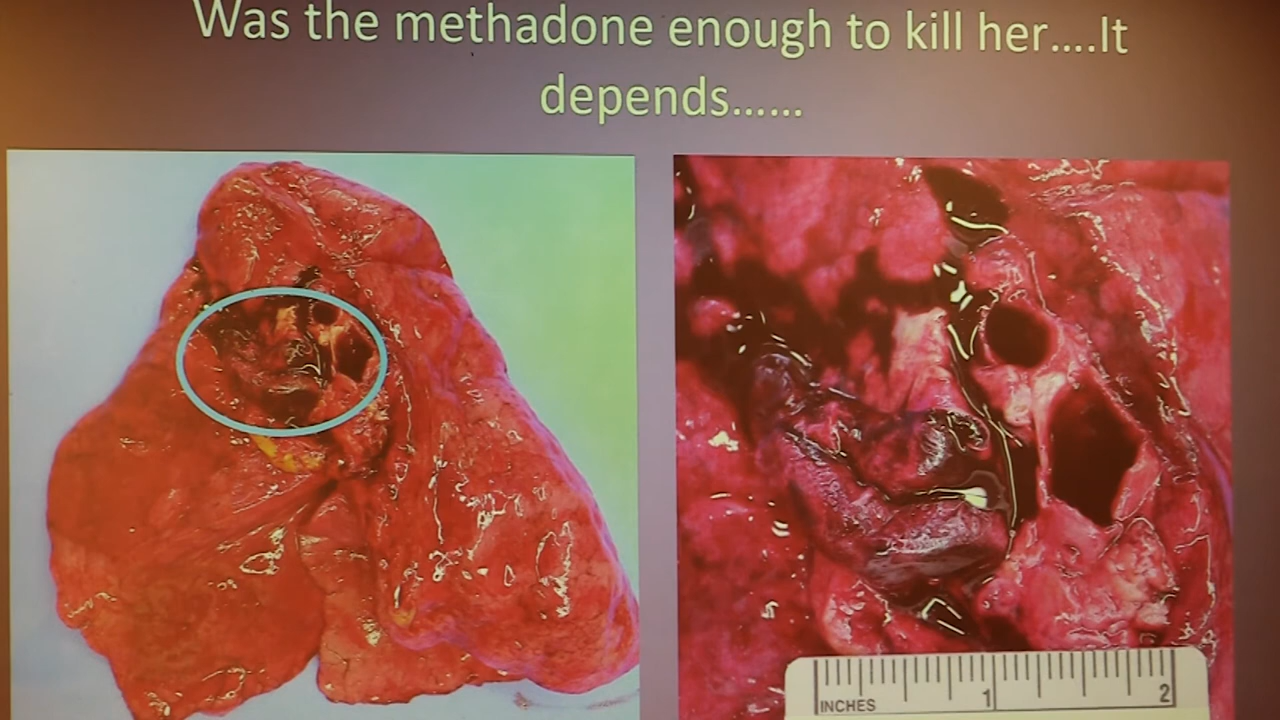 Was the methadone enough to kill her....It
depends......
INCHES 1 2